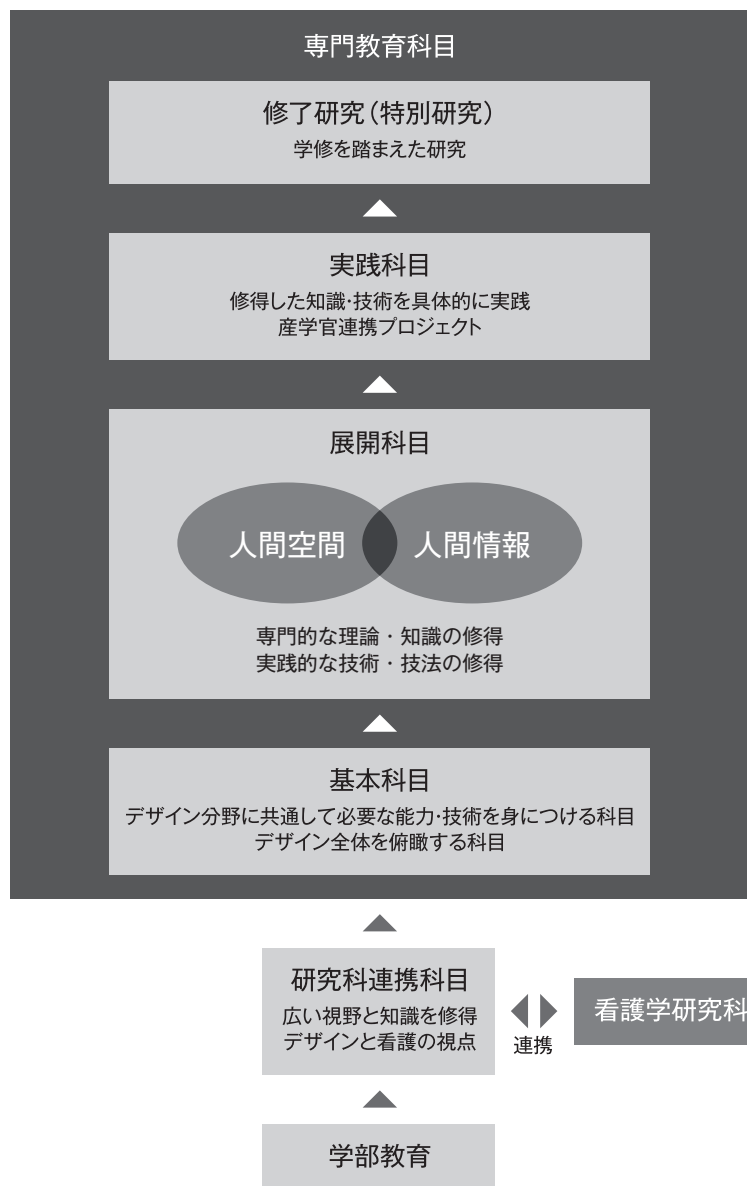 専門教育科目
修了研究（特別研究）
学修を踏まえた研究
実践科目
修得した知識・技術を具体的に実践
産学官連携プロジェクト
展開科目
人間空間
人間情報
専門的な理論・知識の修得
実践的な技術・技法の修得
基本科目
デザイン分野に共通して必要な能力・技術を身につける科目
デザイン全体を俯瞰する科目
研究科連携科目
広い視野と知識を修得
デザインと看護の視点
連携
看護学研究科
学部教育